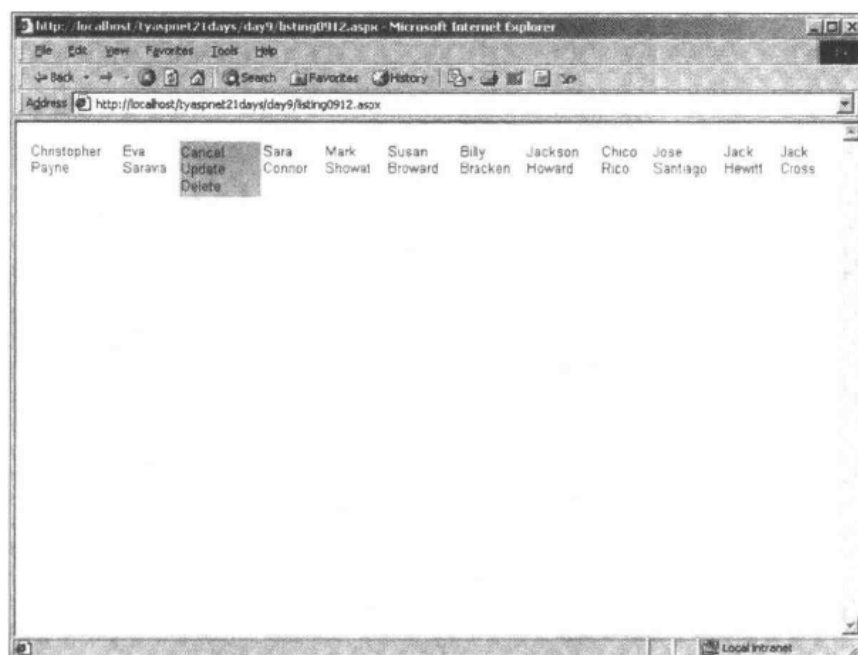 http://localhost/tyaspnet21days/day9/listing0912.aspx - Microsoft Internet Explorer
File Edit View Favorites Tools Help
Back Search Favorites History
Address http://localhost/tyaspnet21days/day9/listing0912.aspx
Christopher Eva Cancel Sara Mark Susan Billy Jackson Chico Jose Jack Jack
Payne Sarava Update Connor Showat Broward Bracken Howard Rico Santiago Hewitt Cross
Delete
Local intranet